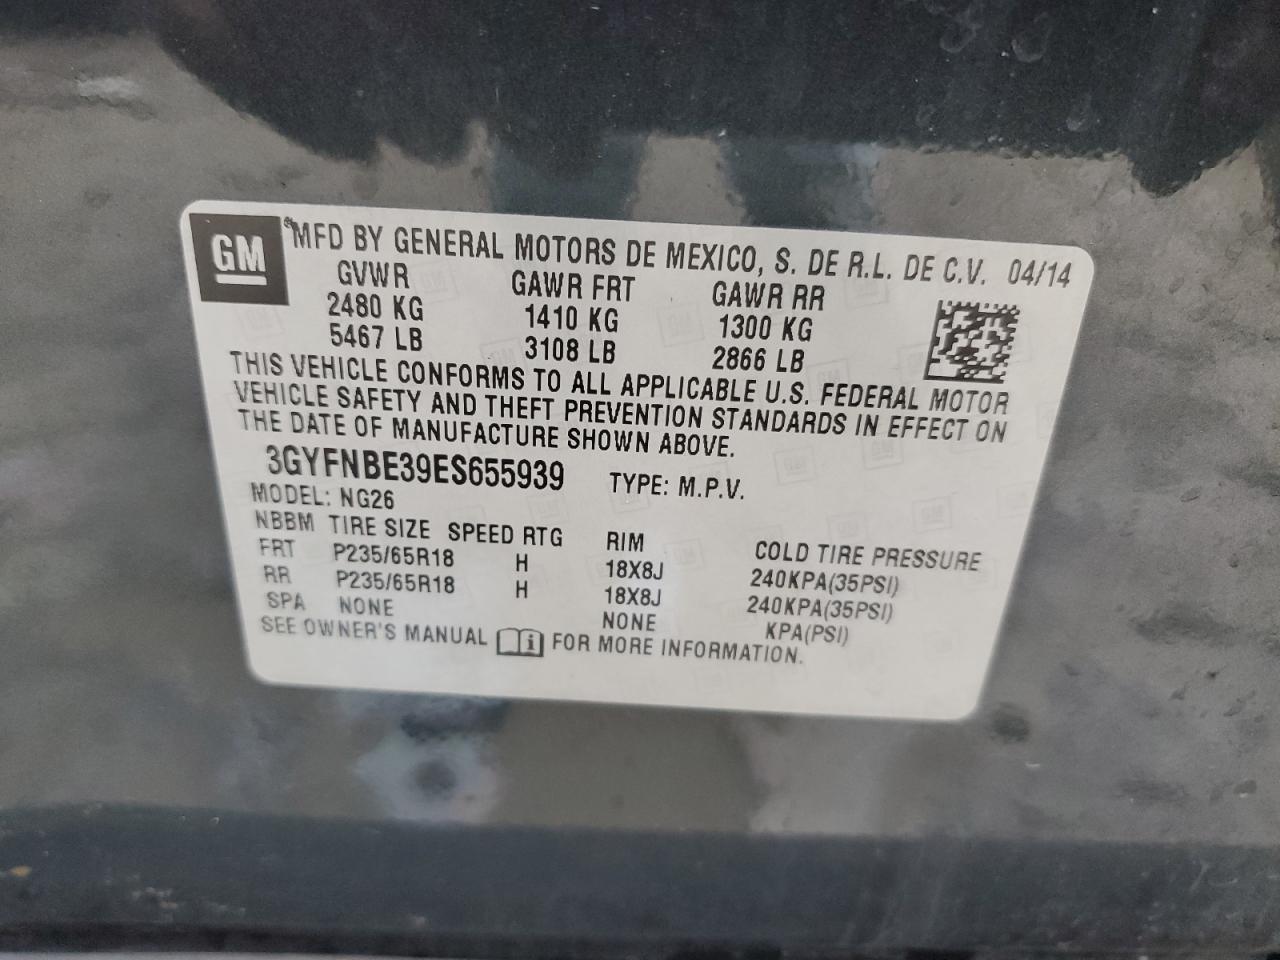 GM
MFD BY GENERAL MOTORS DE MEXICO, S. DE R.L. DE C.V. 04/14
GVWR GAWR FRT GAWR RR
2480 KG 1410 KG 1300 KG
5467 LB 3108 LB 2866 LB
THIS VEHICLE CONFORMS TO ALL APPLICABLE U.S. FEDERAL MOTOR
VEHICLE SAFETY AND THEFT PREVENTION STANDARDS IN EFFECT ON
THE DATE OF MANUFACTURE SHOWN ABOVE.
3GYFNBE39ES655939 TYPE: M.P.V.
MODEL: NG26
NBBM TIRE SIZE SPEED RTG RIM COLD TIRE PRESSURE
FRT P235/65R18 H 18X8J 240KPA(35PSI)
RR P235/65R18 H 18X8J 240KPA(35PSI)
SPA NONE NONE KPA(PSI)
SEE OWNER'S MANUAL i FOR MORE INFORMATION.